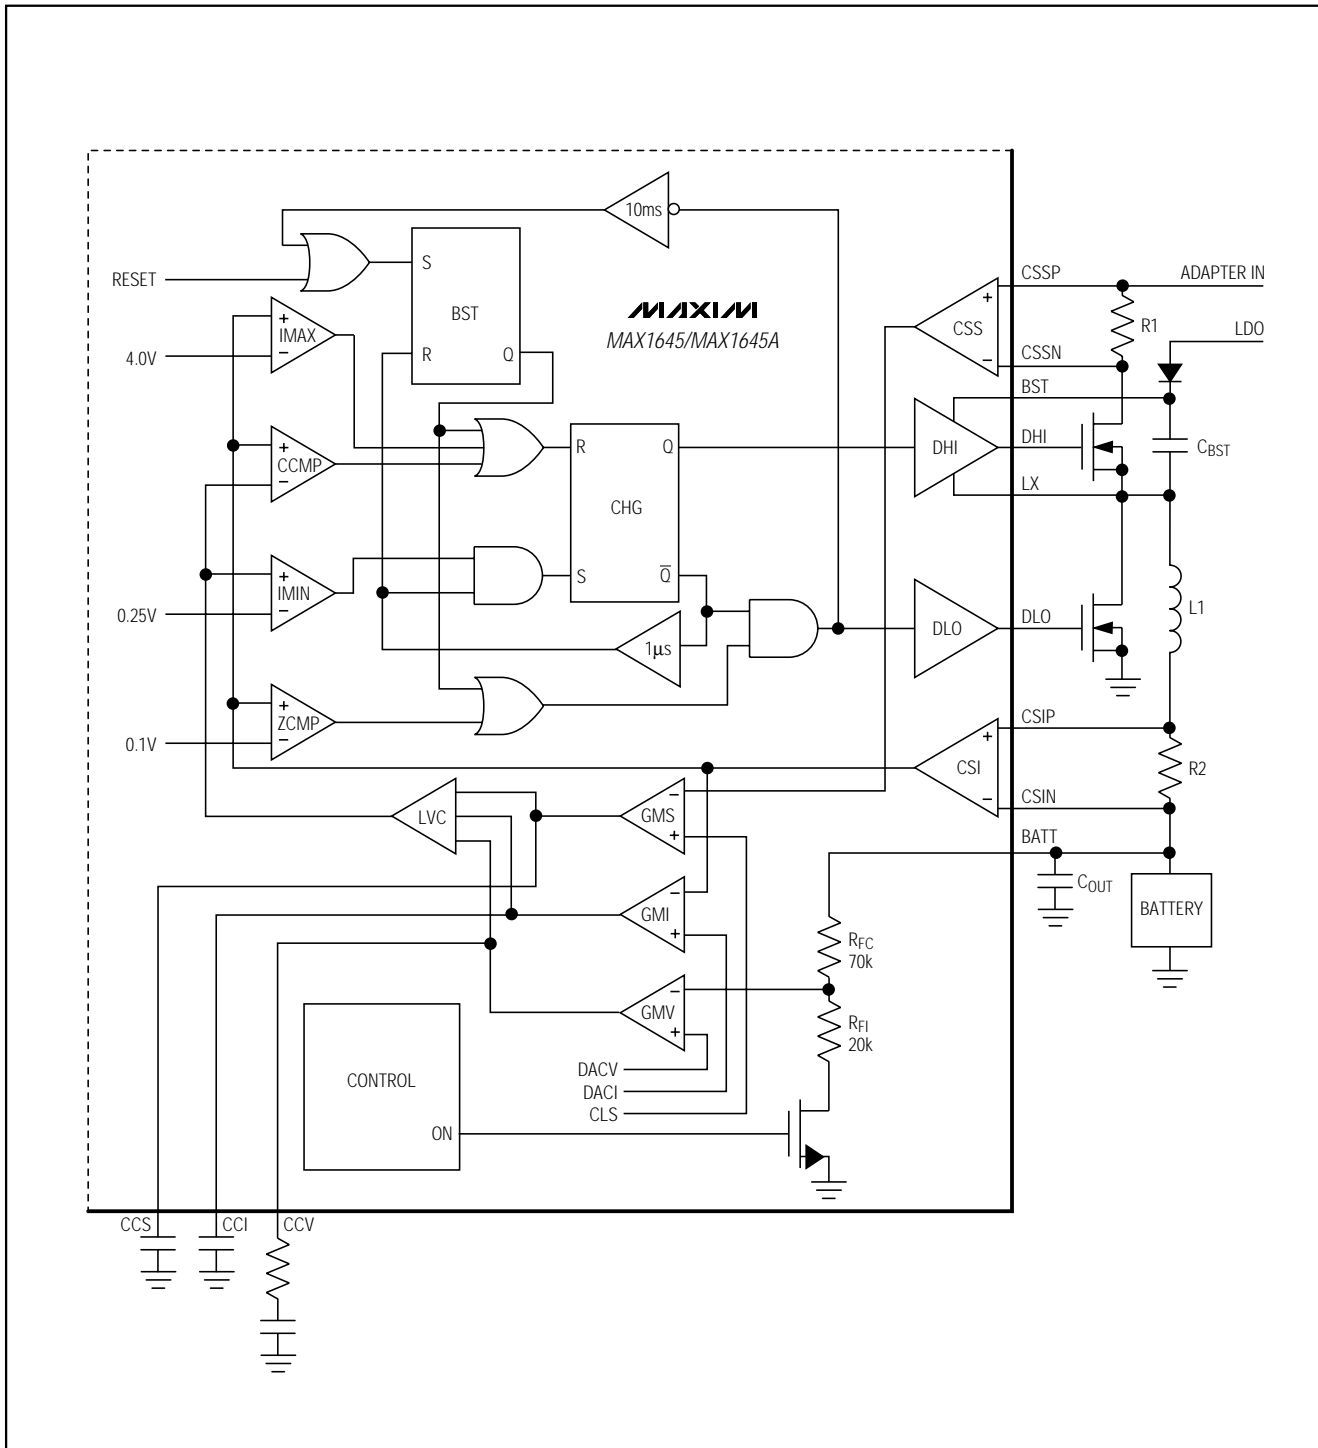 10ms
RESET
S
BST
R
Q
MAXIM
MAX1645/MAX1645A
IMAX
+
−
4.0V
CCMP
+
−
R
Q
CHG
S
Q
IMIN
+
−
0.25V
1µs
ZCMP
+
−
0.1V
CSSP
ADAPTER IN
+
CSS
−
R1
LDO
CSSN
BST
DHI
DHI
CBST
LX
DLO
DLO
L1
CSIP
+
CSI
−
R2
CSIN
BATT
COUT
BATTERY
LVC
−
GMS
+
−
GMI
+
−
GMV
+
RFC
70k
RFI
20k
DACV
DACI
CLS
CONTROL
ON
CCS
CCI
CCV